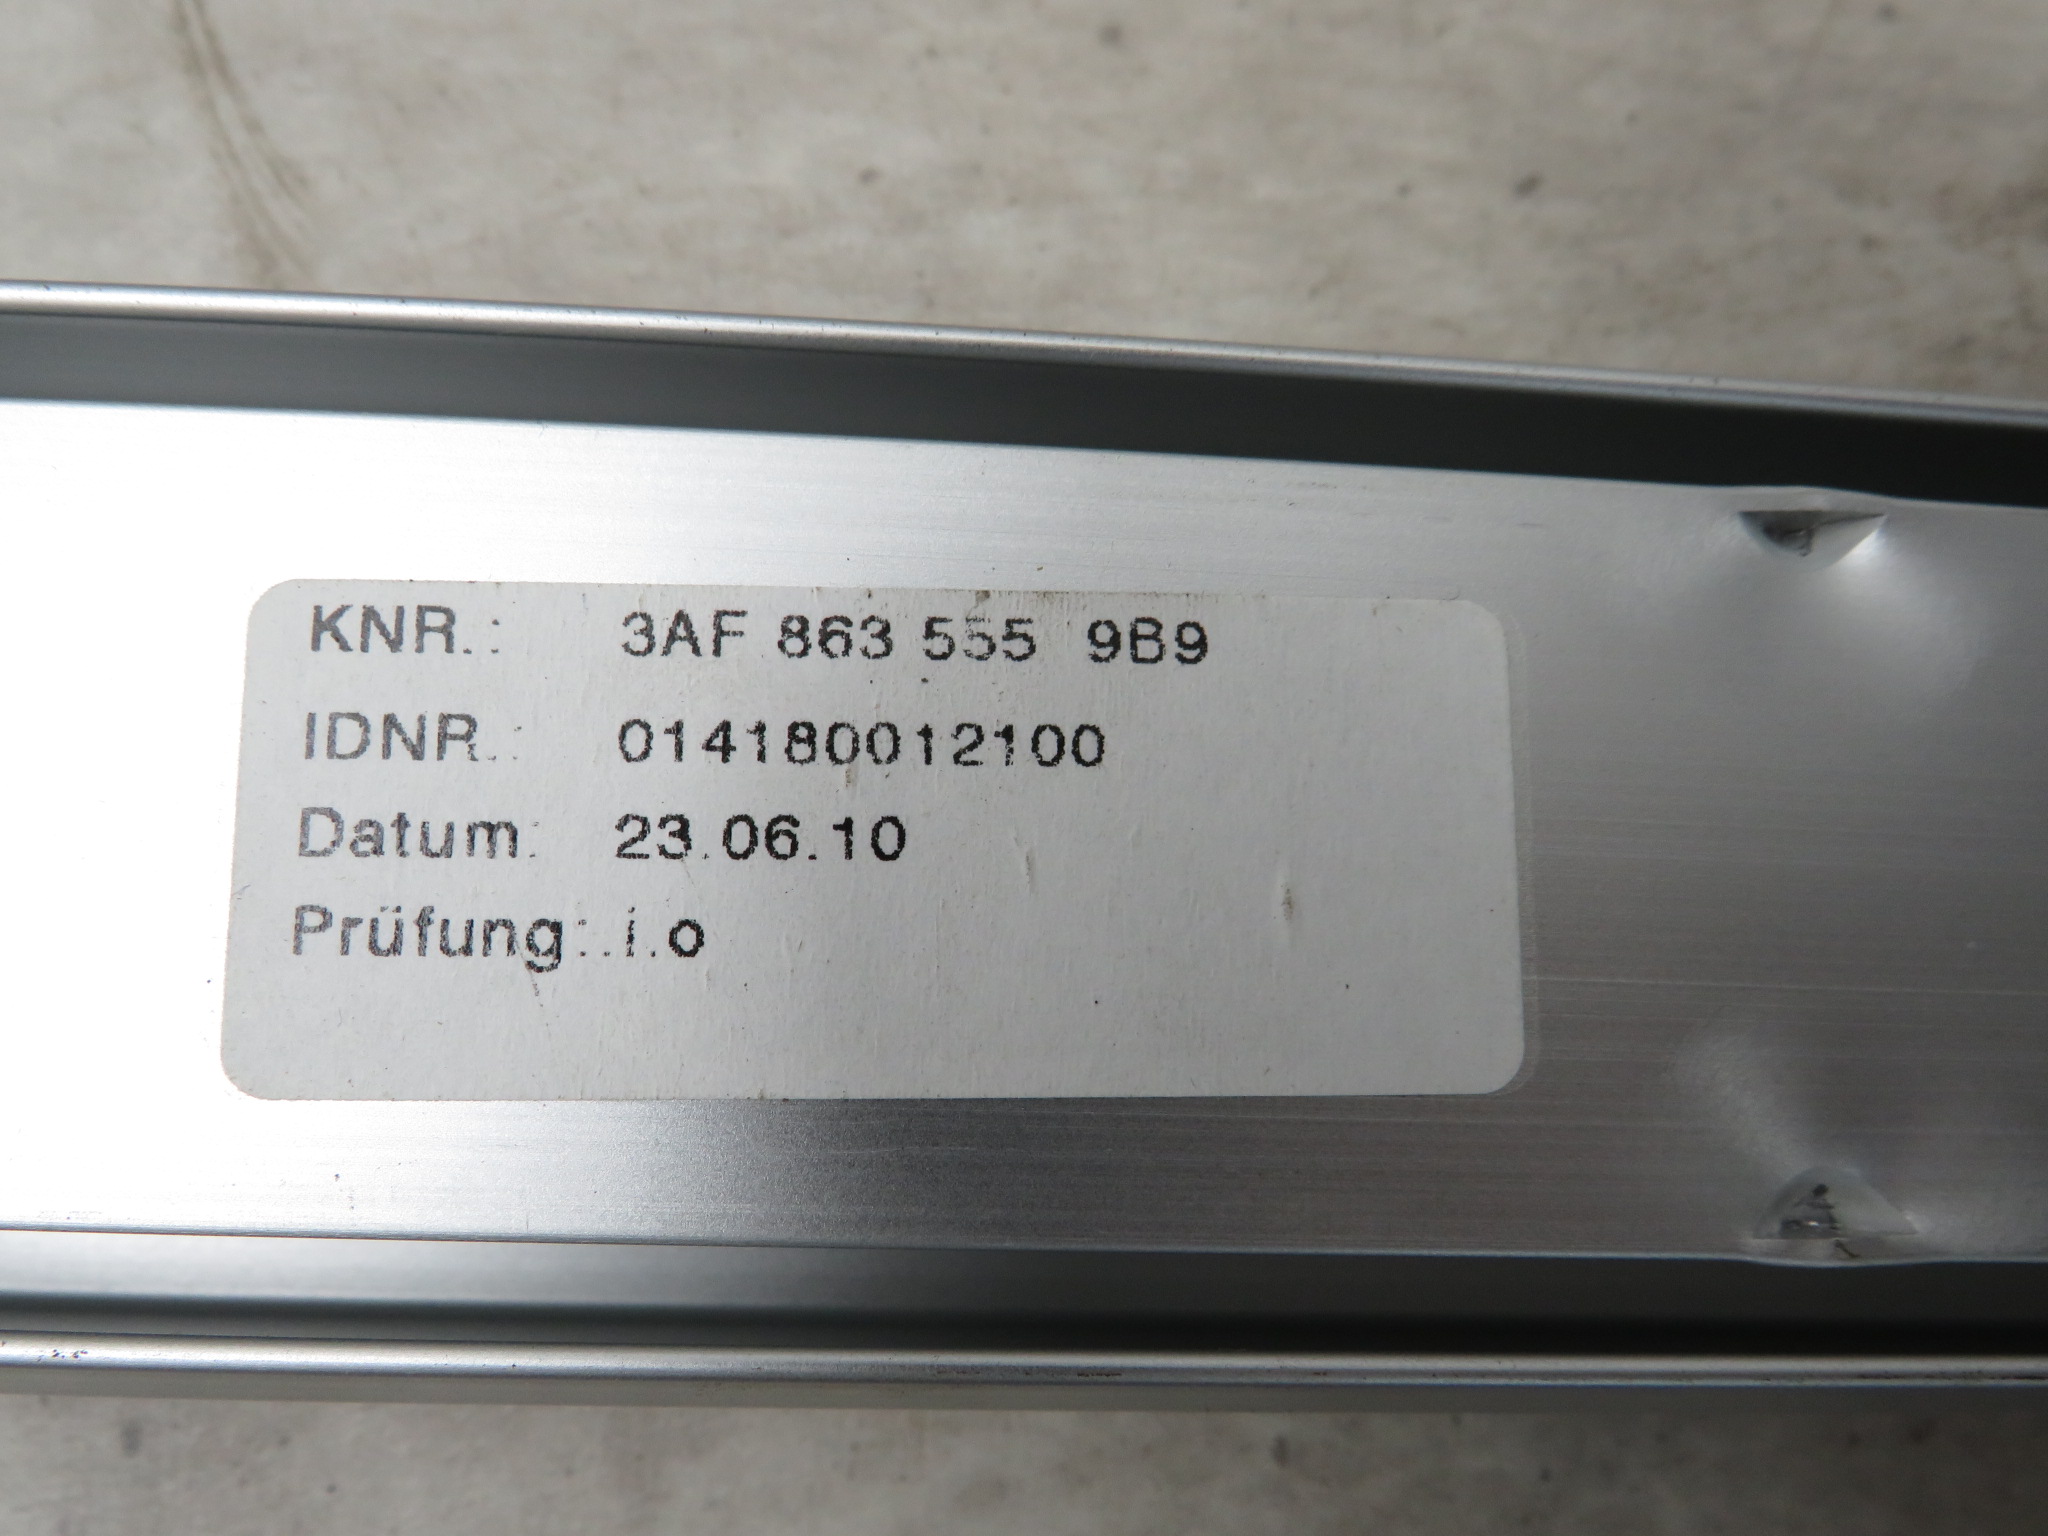 KNR.: 3AF 863 555 9B9
IDNR.: 014180012100
Datum: 23.06.10
Prüfung:.i.o